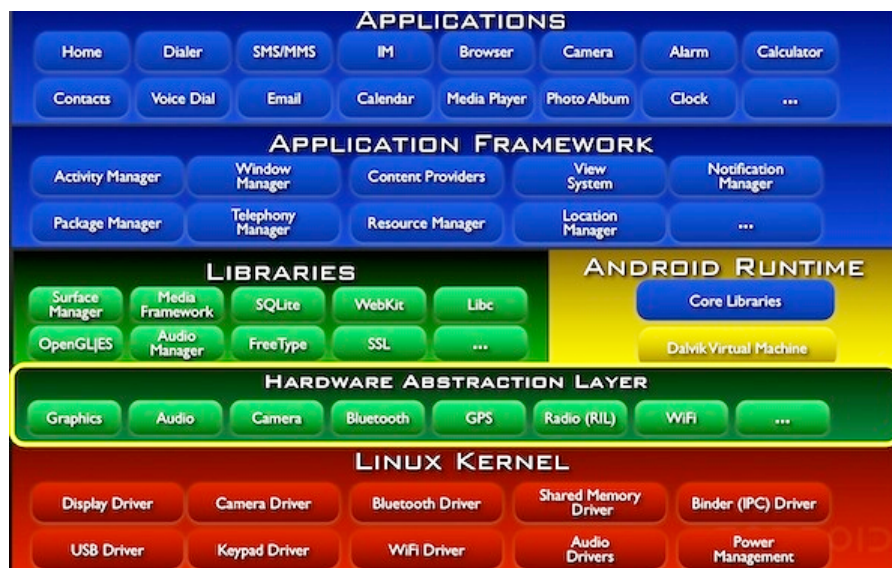 APPLICATIONS
Home Dialer SMS/MMS IM Browser Camera Alarm Calculator
Contacts Voice Dial Email Calendar Media Player Photo Album Clock ...
APPLICATION FRAMEWORK
Activity Manager Window Manager Content Providers View System Notification Manager
Package Manager Telephony Manager Resource Manager Location Manager ...
LIBRARIES ANDROID RUNTIME
Surface Manager Media Framework SQLite WebKit Libc Core Libraries
OpenGL|ES Audio Manager FreeType SSL ... Dalvik Virtual Machine
HARDWARE ABSTRACTION LAYER
Graphics Audio Camera Bluetooth GPS Radio (RIL) WiFi ...
LINUX KERNEL
Display Driver Camera Driver Bluetooth Driver Shared Memory Driver Binder (IPC) Driver
USB Driver Keypad Driver WiFi Driver Audio Drivers Power Management